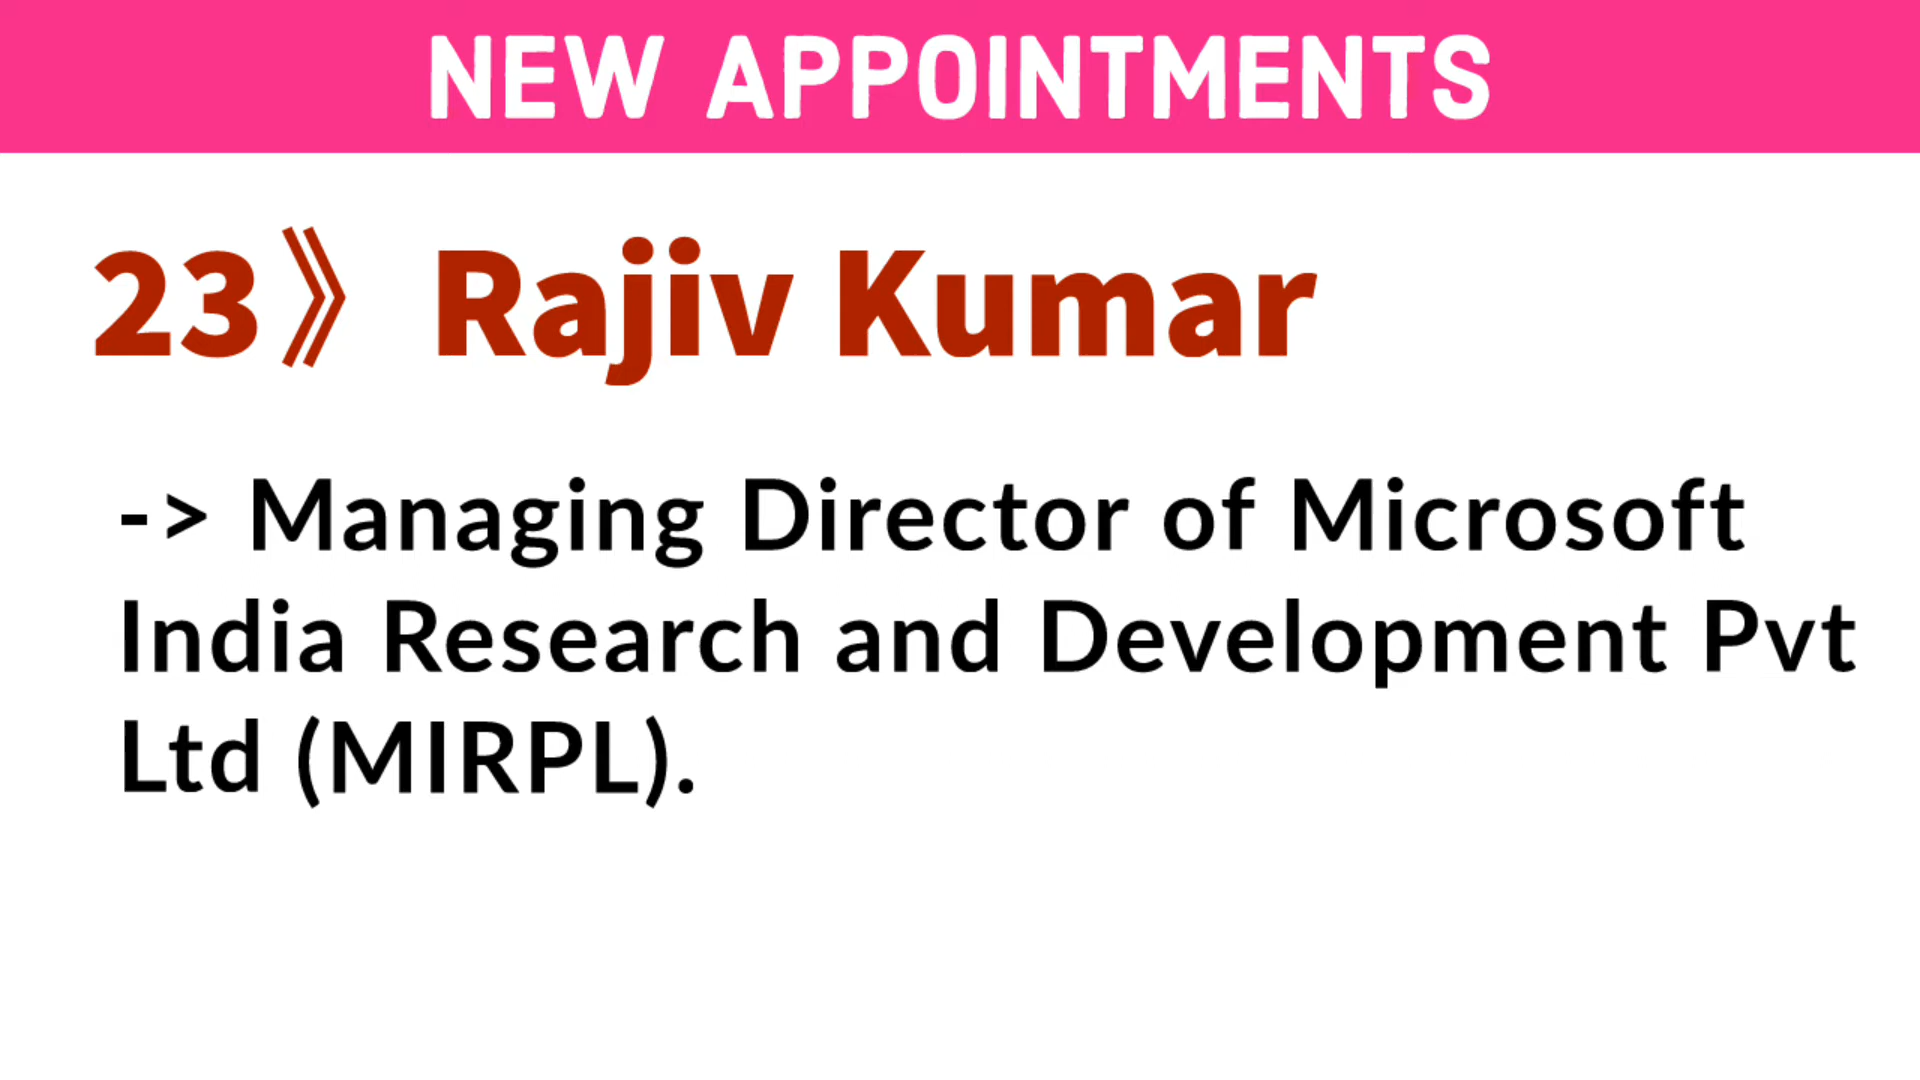 NEW APPOINTMENTS
23》 Rajiv Kumar
-> Managing Director of Microsoft
India Research and Development Pvt
Ltd (MIRPL).